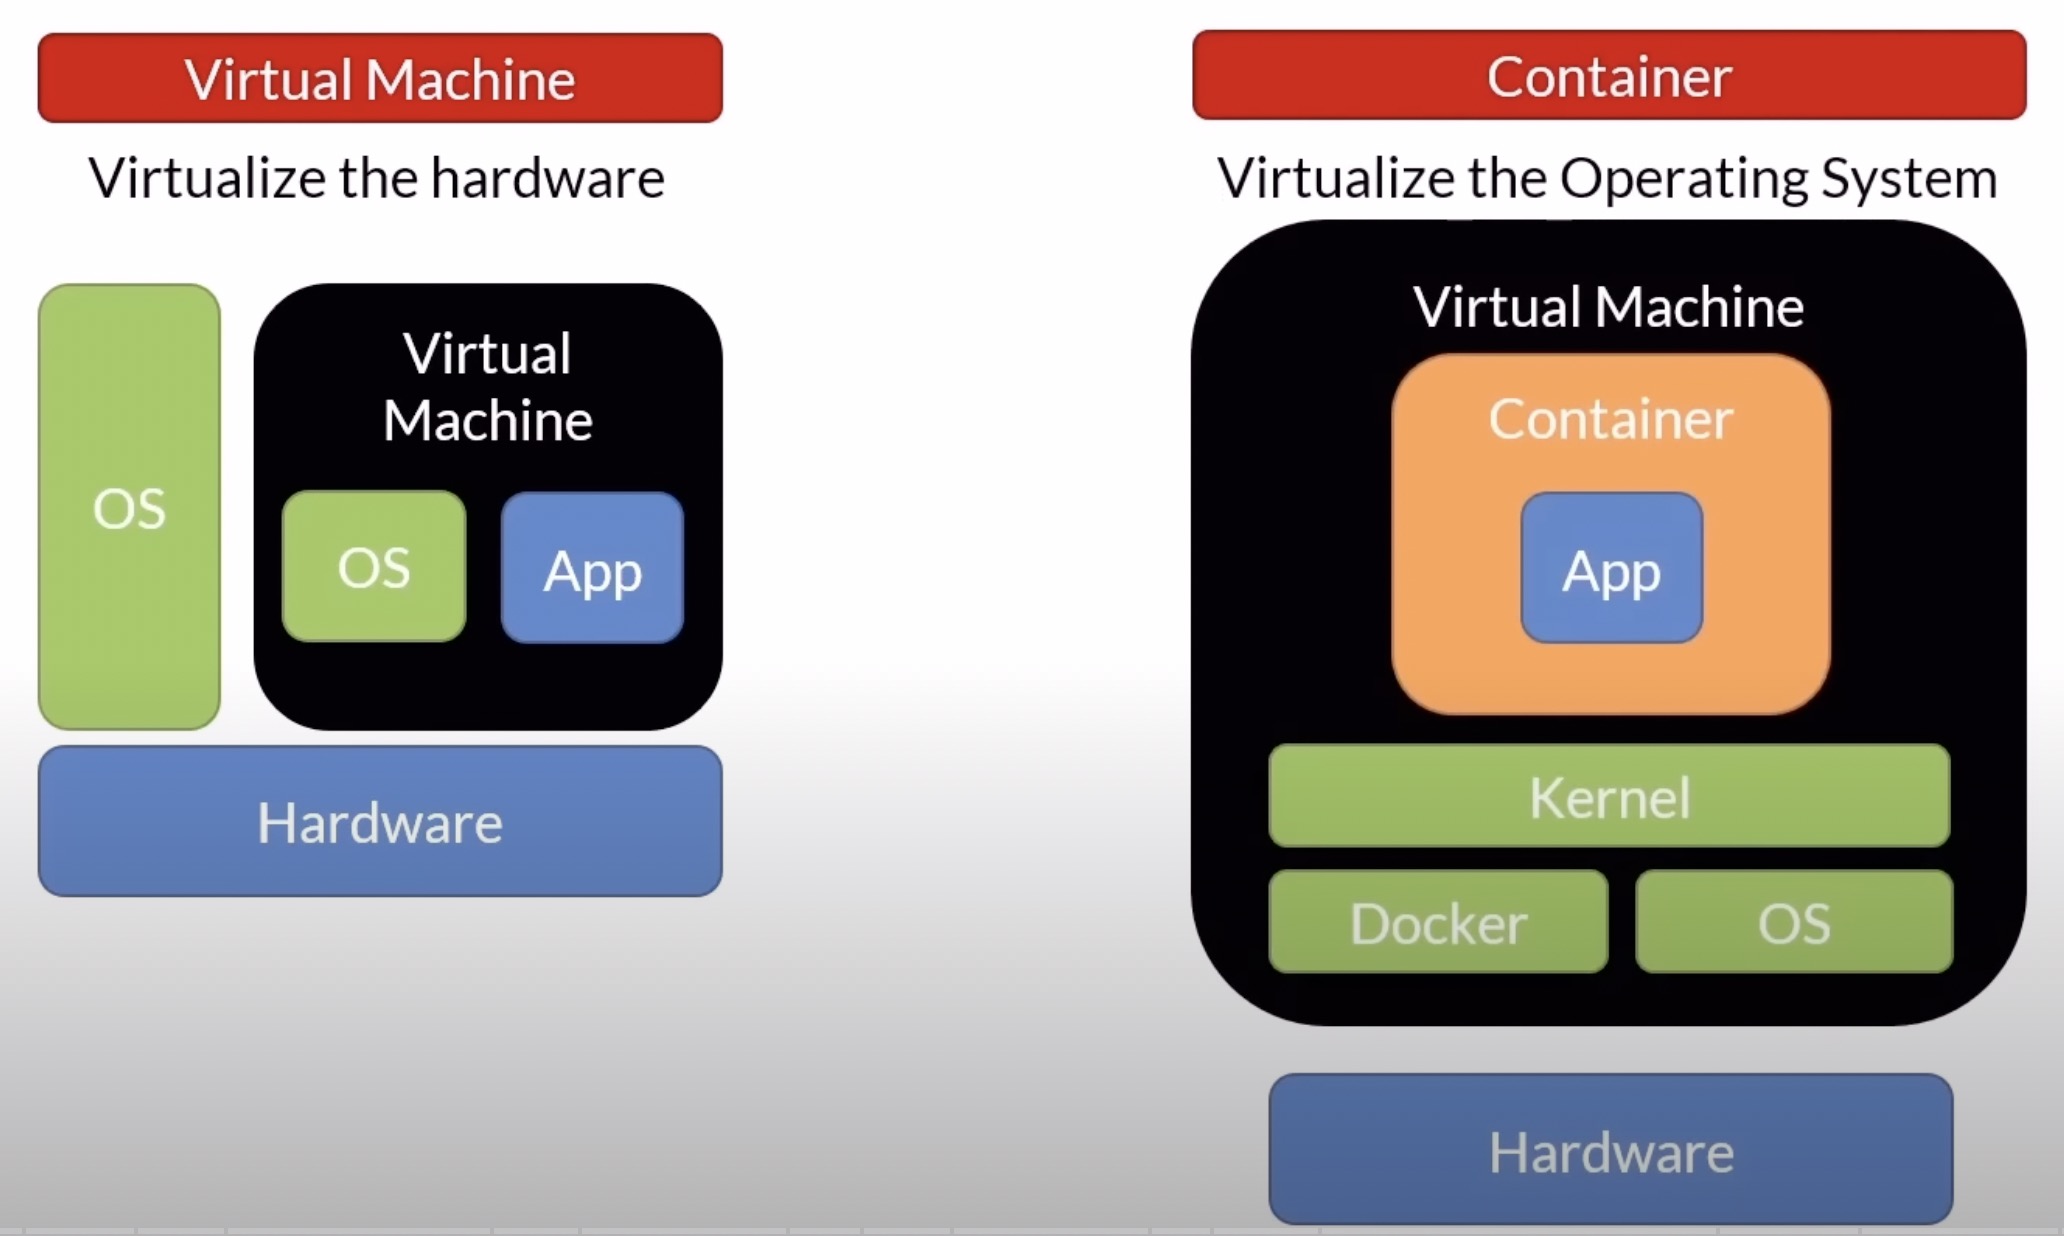 Virtual Machine
Virtualize the hardware
OS
Virtual
Machine
OS
App
Hardware
Container
Virtualize the Operating System
Virtual Machine
Container
App
Kernel
Docker
OS
Hardware